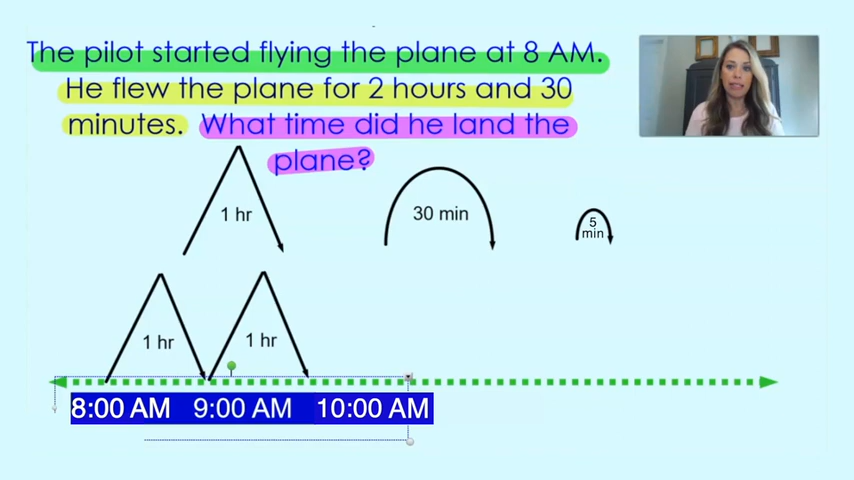 The pilot started flying the plane at 8 AM.
He flew the plane for 2 hours and 30
minutes. What time did he land the
plane?
1 hr
30 min
5
min
1 hr
1 hr
8:00 AM 9:00 AM 10:00 AM